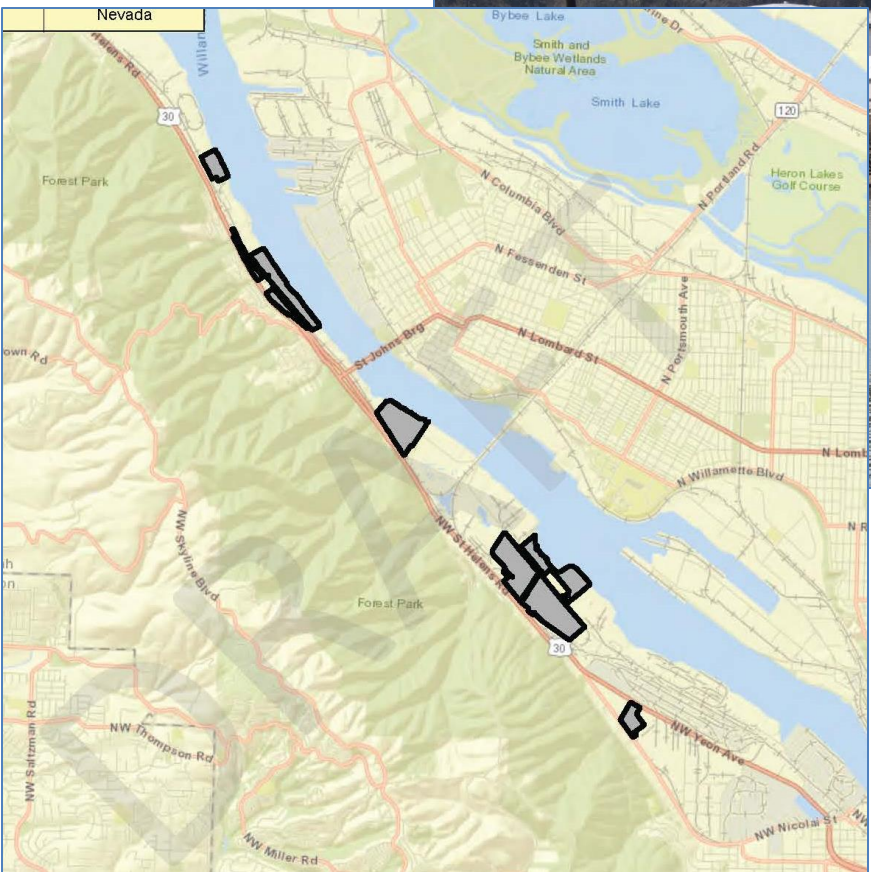 Nevada
Bybee Lake
Smith and
Bybee Wetlands
Natural Area
Smith Lake
120
30
Forest Park
Heron Lakes
Golf Course
N Portland Rd
N Columbia Blvd
N Fessenden St
N Portsmouth Ave
St Johns Brg
N Lombard St
own Rd
N Lomb
N Willamette Blvd
NW Skyline Blvd
NW St Helens Rd
N R
Forest Park
30
NW Saltzman Rd
NW Thompson Rd
NW Yeon Ave
NW Nicolai St
NW Miller Rd
DRAFT